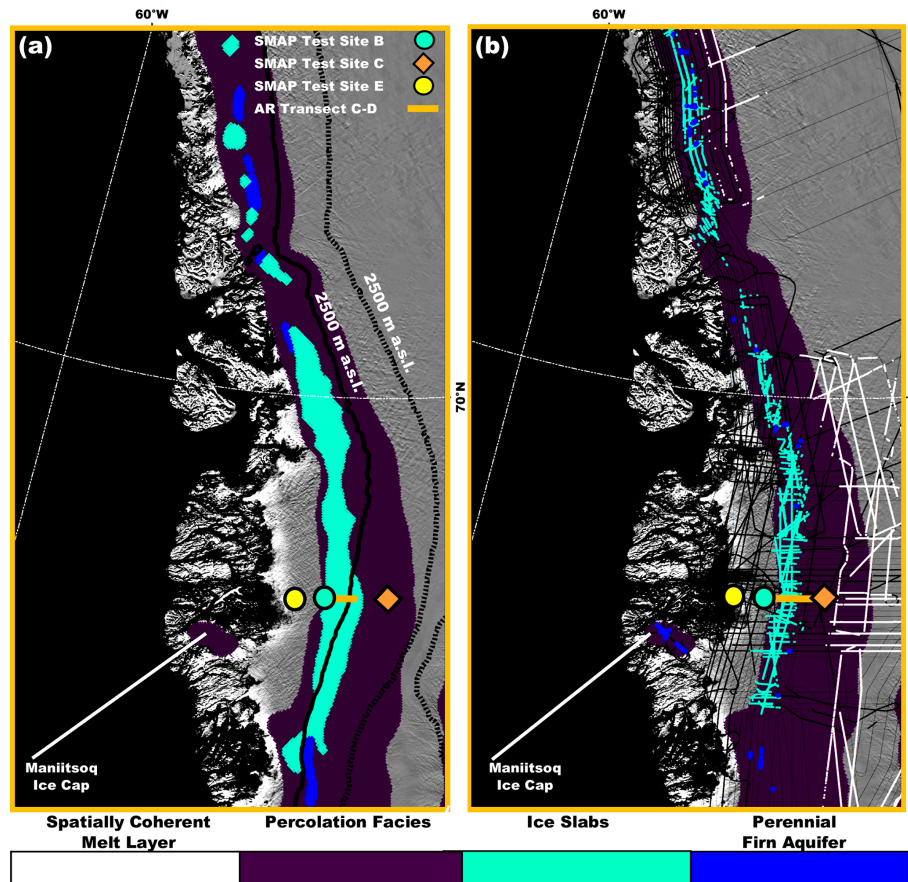 60°W
60°W
(a)
SMAP Test Site B
SMAP Test Site C
SMAP Test Site E
AR Transect C-D
2500 m a.s.l.
2500 m a.s.l.
Maniitsoq
Ice Cap
70°N
(b)
Maniitsoq
Ice Cap
Spatially Coherent
Melt Layer
Percolation Facies
Ice Slabs
Perennial
Firn Aquifer